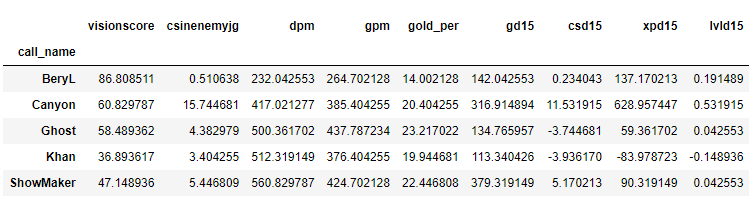 visionscore csinenemyjg dpm gpm gold_per gd15 csd15 xpd15 lvld15
call_name
BeryL 86.808511 0.510638 232.042553 264.702128 14.002128 142.042553 0.234043 137.170213 0.191489
Canyon 60.829787 15.744681 417.021277 385.404255 20.404255 316.914894 11.531915 628.957447 0.531915
Ghost 58.489362 4.382979 500.361702 437.787234 23.217022 134.765957 -3.744681 59.361702 0.042553
Khan 36.893617 3.404255 512.319149 376.404255 19.944681 113.340426 -3.936170 -83.978723 -0.148936
ShowMaker 47.148936 5.446809 560.829787 424.702128 22.446808 379.319149 5.170213 90.319149 0.042553